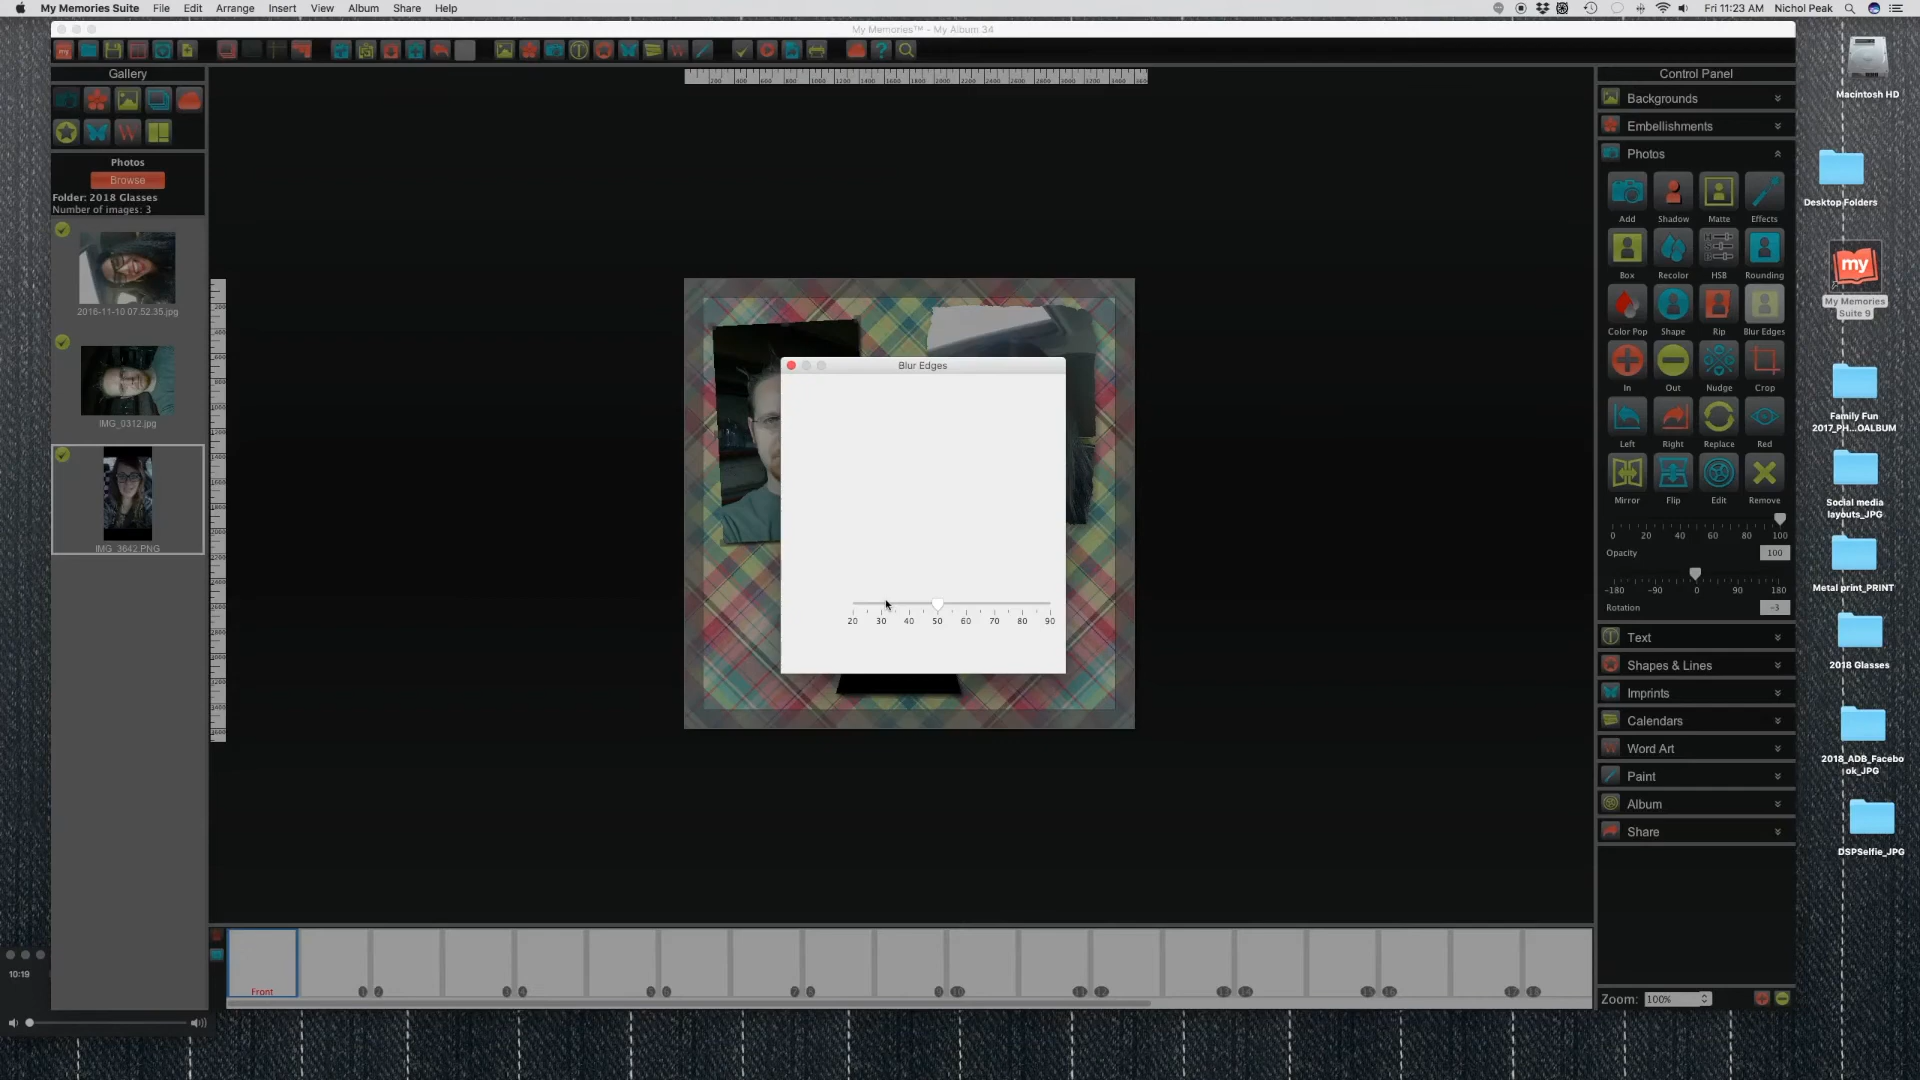 My Memories Suite File Edit Arrange Insert View Album Share Help
Fri 11:23 AM Nichol Peak
My Memories™ - My Album 34
Gallery
Photos
Browse
Folder: 2018 Glasses
Number of images: 3
2016-11-10 07.52.35.jpg
IMG_0312.jpg
IMG_3642.PNG
10:19
Blur Edges
20 30 40 50 60 70 80 90
Front
Control Panel
Backgrounds
Embellishments
Photos
Add Shadow Matte Effects
Box Recolor HSB Rounding
Color Pop Shape Rip Blur Edges
In Out Nudge Crop
Left Right Replace Red
Mirror Flip Edit Remove
0 20 40 60 80 100
Opacity 100
-180 -90 0 90 180
Rotation -3
Text
Shapes & Lines
Imprints
Calendars
Word Art
Paint
Album
Share
Zoom: 100%
Macintosh HD
Desktop Folders
my
My Memories
Suite 9
Family Fun
2017_PH...OALBUM
Social media
layouts_JPG
Metal print_PRINT
2018 Glasses
2018_ADB_Facebo
ok_JPG
DSPSelfie_JPG